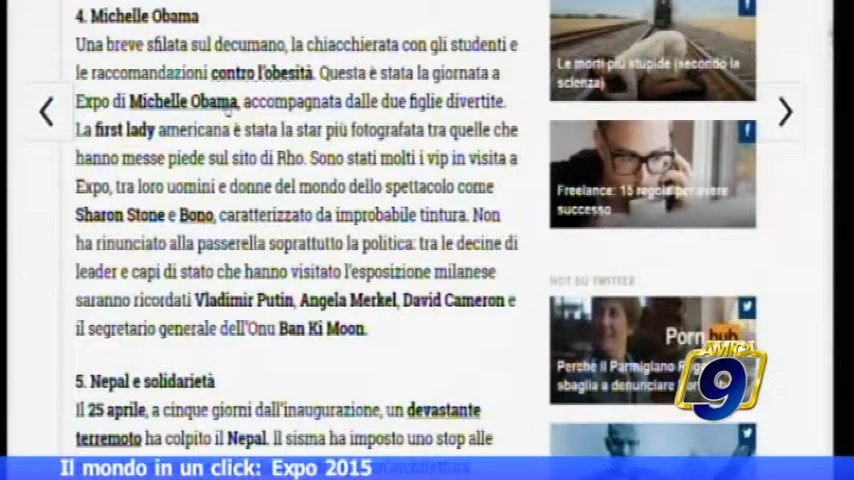 4. Michelle Obama
Una breve sfilata sul decumano, la chiacchierata con gli studenti e
le raccomandazioni contro l'obesità. Questa è stata la giornata a
Expo di Michelle Obama, accompagnata dalle due figlie divertite.
La first lady americana è stata la star più fotografata tra quelle che
hanno messe piede sul sito di Rho. Sono stati molti i vip in visita a
Expo, tra loro uomini e donne del mondo dello spettacolo come
Sharon Stone e Bono, caratterizzato da improbabile tintura. Non
ha rinunciato alla passerella soprattutto la politica: tra le decine di
leader e capi di stato che hanno visitato l'esposizione milanese
saranno ricordati Vladimir Putin, Angela Merkel, David Cameron e
il segretario generale dell'Onu Ban Ki Moon.
5. Nepal e solidarietà
Il 25 aprile, a cinque giorni dall'inaugurazione, un devastante
terremoto ha colpito il Nepal. Il sisma ha imposto uno stop alle
Le morti più stupide (secondo la
scienza)
Freelance: 15 regole per avere
successo
HOT SU TWITTER
Porn hub
Perché il Parmigiano
sbaglia a denunciare
AMICA
9
Il mondo in un click: Expo 2015